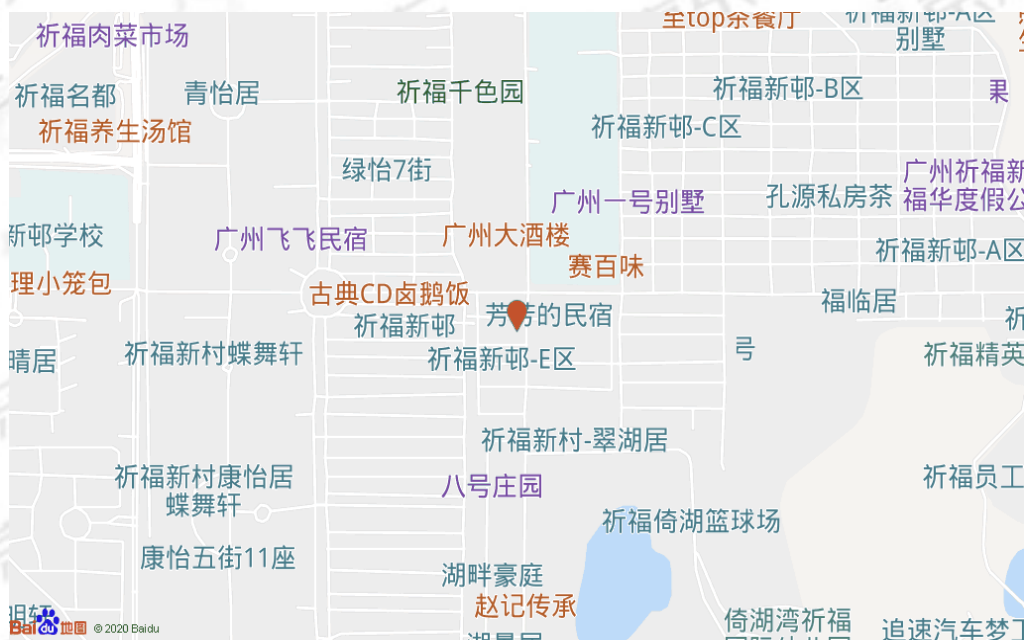 至top茶餐厅
祈福新邨-A区
别墅
祈福肉菜市场
祈福名都
青怡居
祈福千色园
祈福新邨-B区
果
祈福养生汤馆
祈福新邨-C区
绿怡7街
广州祈福新
福华度假公
广州一号别墅
孔源私房茶
新邨学校
广州飞飞民宿
广州大酒楼
祈福新邨-A区
赛百味
理小笼包
古典CD卤鹅饭
福临居
芳芳的民宿
祈福新邨
祈
晴居
祈福新村蝶舞轩
祈福新邨-E区
号
祈福精英
祈福新村-翠湖居
祈福新村康怡居
蝶舞轩
八号庄园
祈福员工
祈福倚湖篮球场
康怡五街11座
湖畔豪庭
赵记传承
明轩
倚湖湾祈福
追速汽车梦工
湖景居
Bai du 地图 © 2020 Baidu